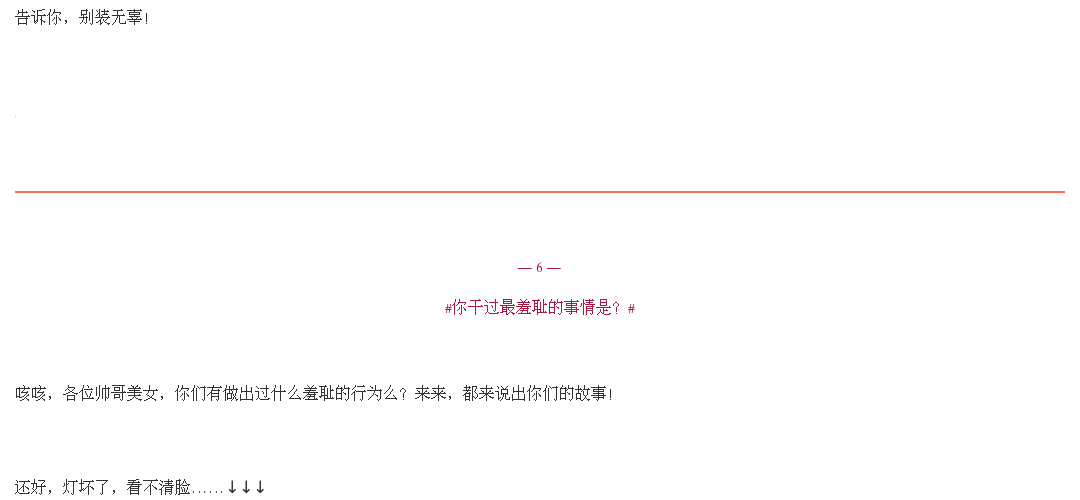 告诉你，别装无辜！
— 6 —
#你干过最羞耻的事情是？#
咳咳，各位帅哥美女，你们有做出过什么羞耻的行为么？来来，都来说出你们的故事！
还好，灯坏了，看不清脸……↓↓↓